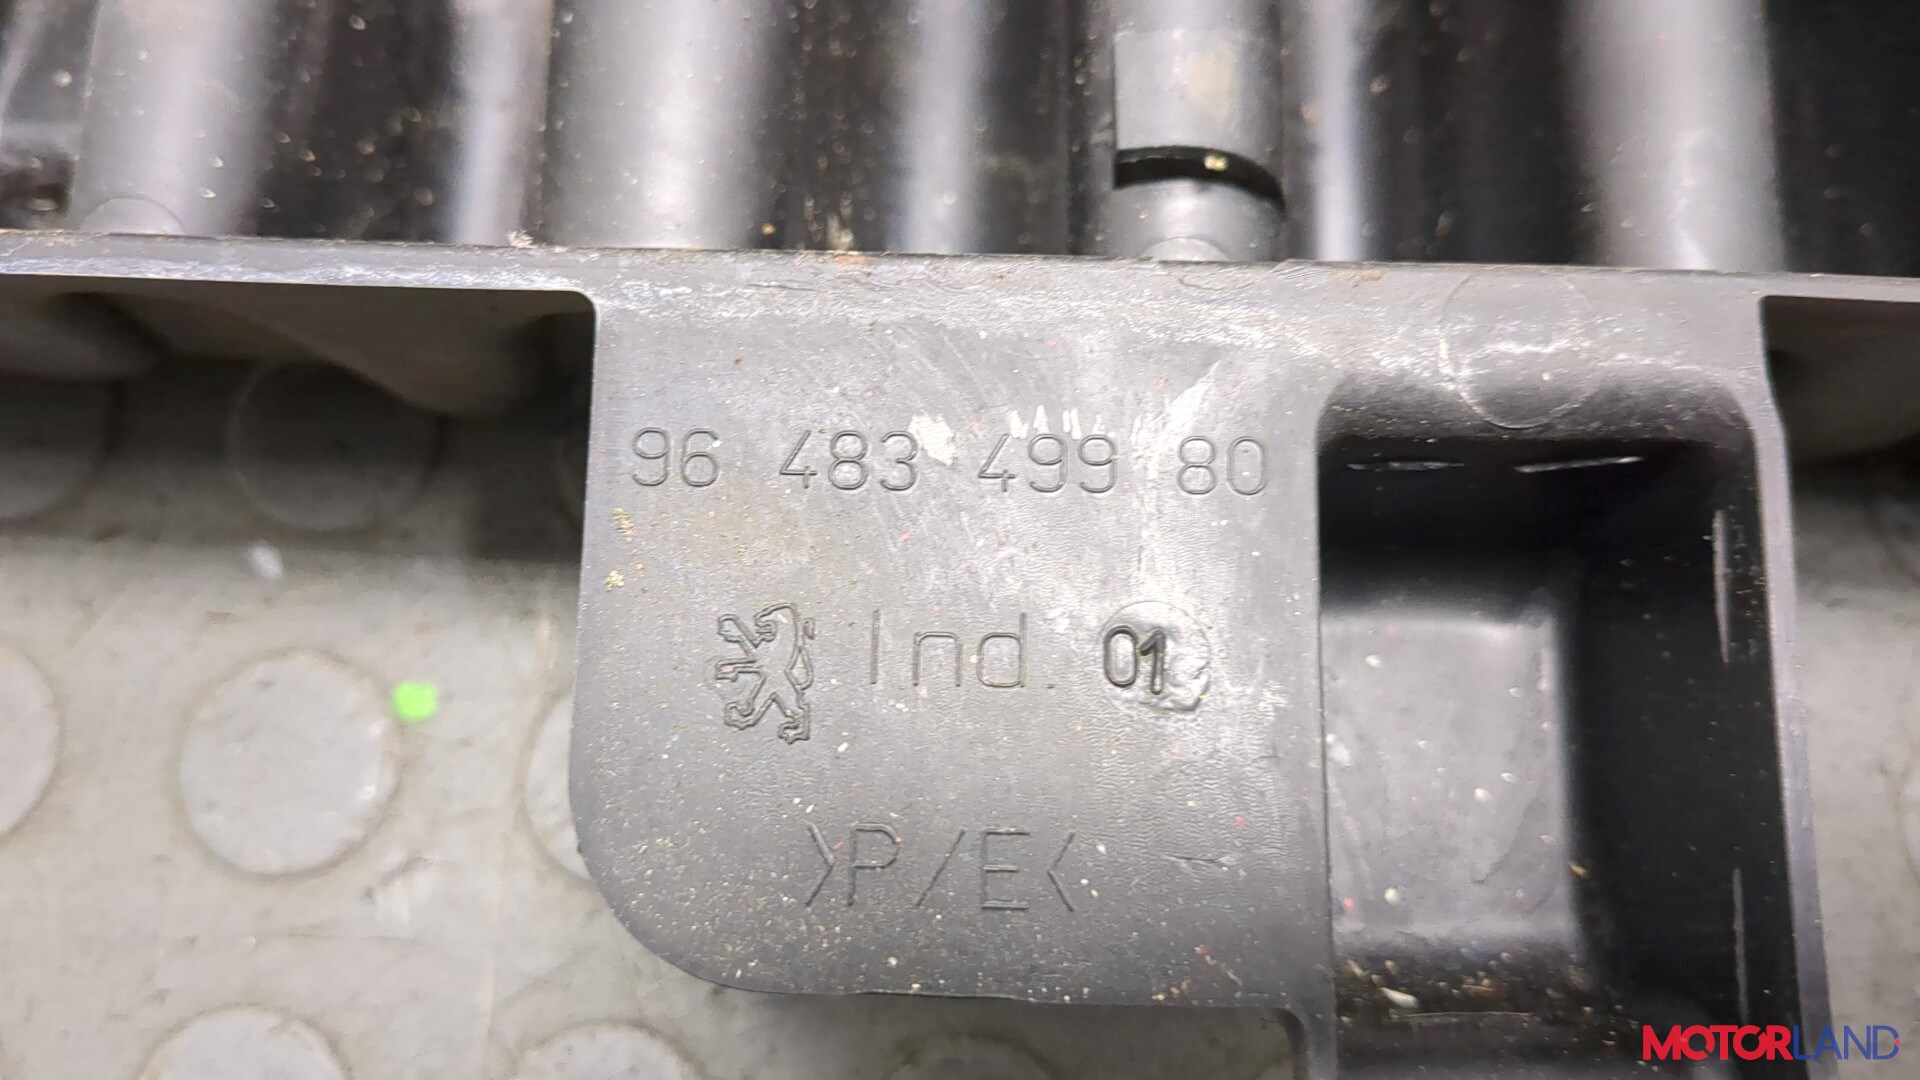 96 483 499 80
Ind. 01
>P/E<
MOTORLAND